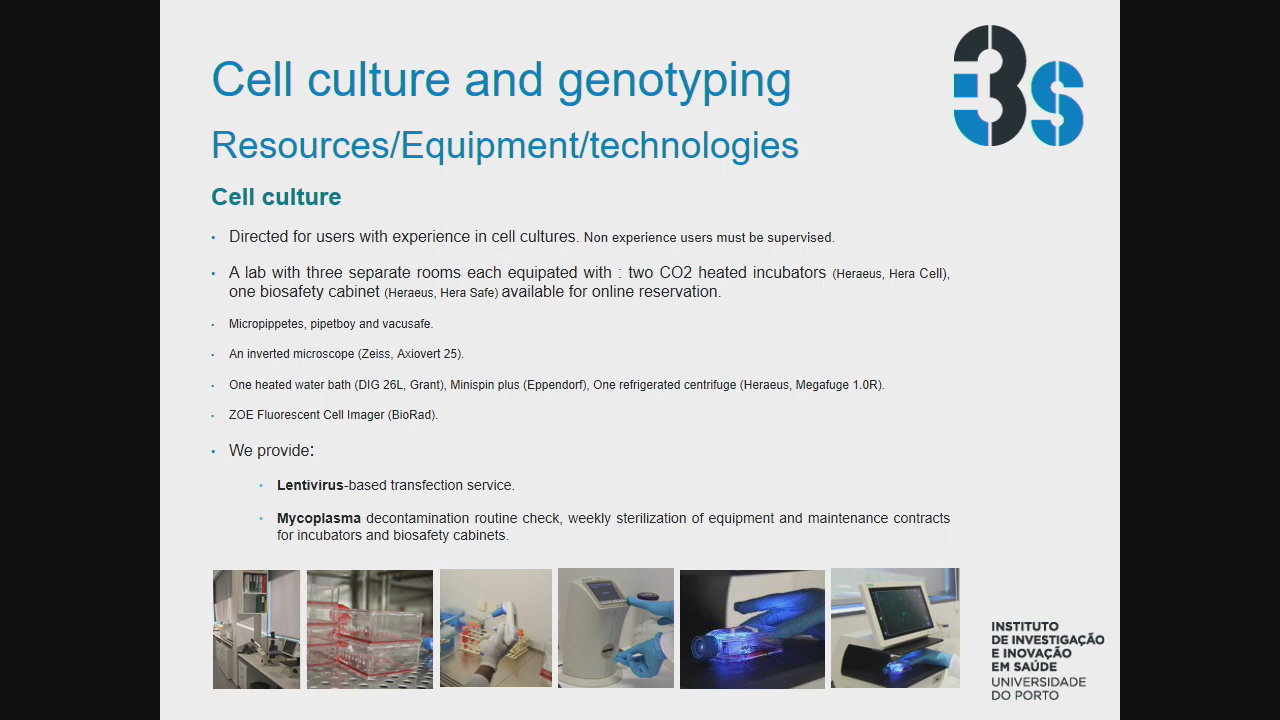 Cell culture and genotyping
Resources/Equipment/technologies
Cell culture
• Directed for users with experience in cell cultures. Non experience users must be supervised.
• A lab with three separate rooms each equipated with : two CO2 heated incubators (Heraeus, Hera Cell),
one biosafety cabinet (Heraeus, Hera Safe) available for online reservation.
• Micropippetes, pipetboy and vacusafe.
• An inverted microscope (Zeiss, Axiovert 25).
• One heated water bath (DIG 26L, Grant), Minispin plus (Eppendorf), One refrigerated centrifuge (Heraeus, Megafuge 1.0R).
• ZOE Fluorescent Cell Imager (BioRad).
• We provide:
• Lentivirus-based transfection service.
• Mycoplasma decontamination routine check, weekly sterilization of equipment and maintenance contracts
for incubators and biosafety cabinets.
i3s
INSTITUTO
DE INVESTIGAÇÃO
E INOVAÇÃO
EM SAÚDE
UNIVERSIDADE
DO PORTO